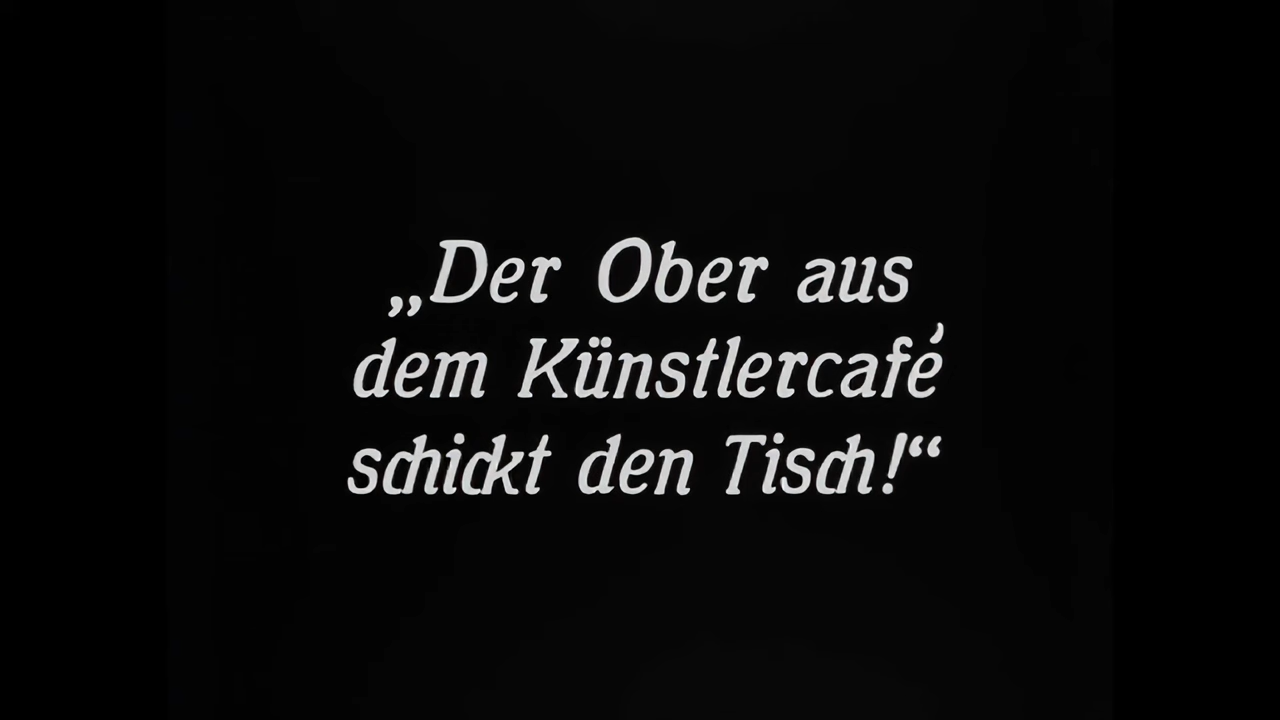 „Der Ober aus
dem Künstlercafé
schickt den Tisch!“